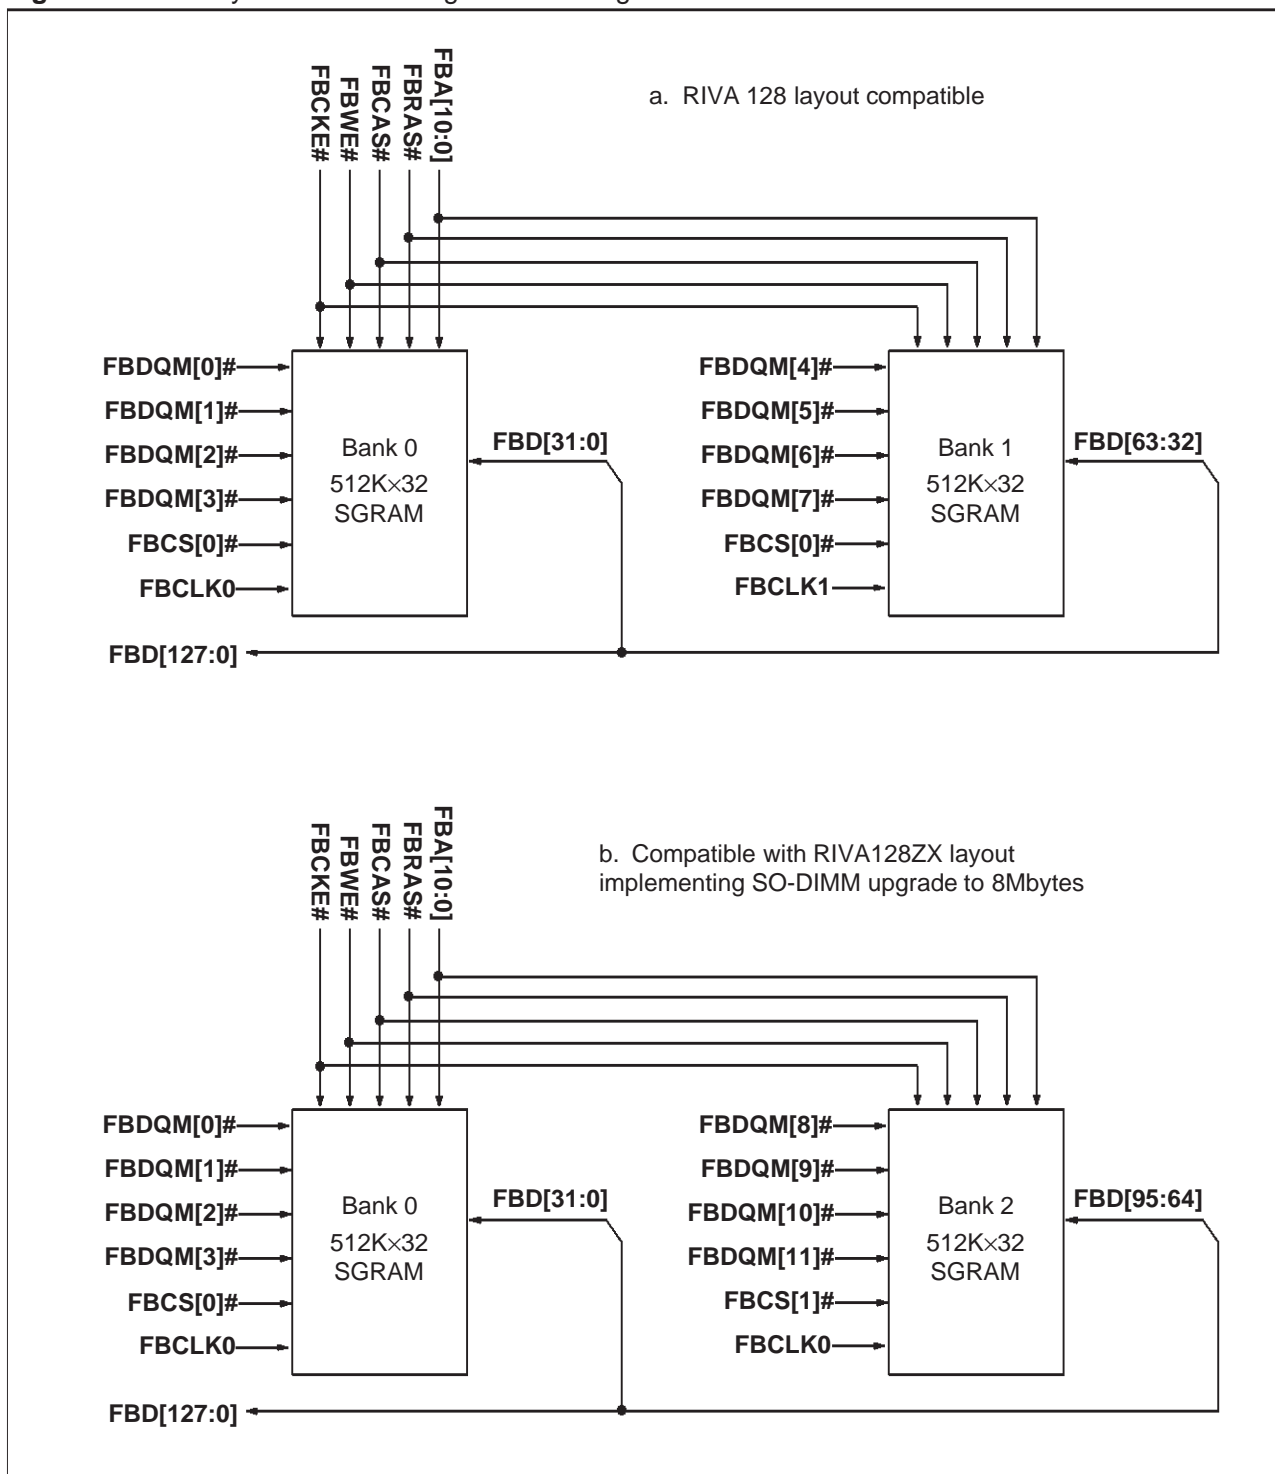 FBCKE#
FBWE#
FBCAS#
FBRAS#
FBA[10:0]
a. RIVA 128 layout compatible
FBDQM[0]#
FBDQM[1]#
FBDQM[2]#
FBDQM[3]#
FBCS[0]#
FBCLK0
Bank 0
512K×32
SGRAM
FBD[31:0]
FBDQM[4]#
FBDQM[5]#
FBDQM[6]#
FBDQM[7]#
FBCS[0]#
FBCLK1
Bank 1
512K×32
SGRAM
FBD[63:32]
FBD[127:0]
FBCKE#
FBWE#
FBCAS#
FBRAS#
FBA[10:0]
b. Compatible with RIVA128ZX layout
implementing SO-DIMM upgrade to 8Mbytes
FBDQM[0]#
FBDQM[1]#
FBDQM[2]#
FBDQM[3]#
FBCS[0]#
FBCLK0
Bank 0
512K×32
SGRAM
FBD[31:0]
FBDQM[8]#
FBDQM[9]#
FBDQM[10]#
FBDQM[11]#
FBCS[1]#
FBCLK0
Bank 2
512K×32
SGRAM
FBD[95:64]
FBD[127:0]